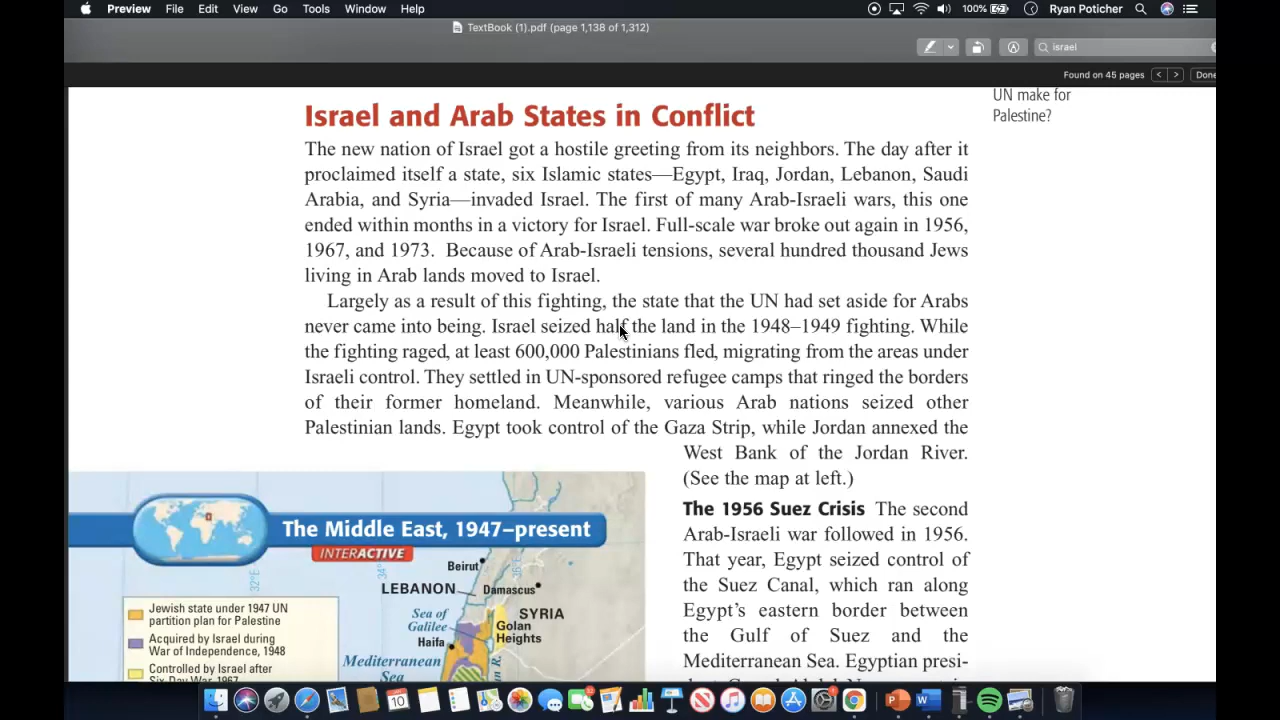 Preview File Edit View Go Tools Window Help 100% Ryan Poticher
TextBook (1).pdf (page 1,138 of 1,312)
israel
Found on 45 pages < > Done
UN make for
Palestine?
Israel and Arab States in Conflict
The new nation of Israel got a hostile greeting from its neighbors. The day after it
proclaimed itself a state, six Islamic states—Egypt, Iraq, Jordan, Lebanon, Saudi
Arabia, and Syria—invaded Israel. The first of many Arab-Israeli wars, this one
ended within months in a victory for Israel. Full-scale war broke out again in 1956,
1967, and 1973. Because of Arab-Israeli tensions, several hundred thousand Jews
living in Arab lands moved to Israel.
Largely as a result of this fighting, the state that the UN had set aside for Arabs
never came into being. Israel seized half the land in the 1948–1949 fighting. While
the fighting raged, at least 600,000 Palestinians fled, migrating from the areas under
Israeli control. They settled in UN-sponsored refugee camps that ringed the borders
of their former homeland. Meanwhile, various Arab nations seized other
Palestinian lands. Egypt took control of the Gaza Strip, while Jordan annexed the
West Bank of the Jordan River.
(See the map at left.)
The 1956 Suez Crisis The second
Arab-Israeli war followed in 1956.
That year, Egypt seized control of
the Suez Canal, which ran along
Egypt's eastern border between
the Gulf of Suez and the
Mediterranean Sea. Egyptian presi-
The Middle East, 1947–present
INTERACTIVE
32°E
34°E
Beirut
LEBANON
Damascus
SYRIA
Sea of
Galilee
Golan
Heights
Haifa
Mediterranean
Sea
Jewish state under 1947 UN
partition plan for Palestine
Acquired by Israel during
War of Independence, 1948
Controlled by Israel after
Six-Day War, 1967
10